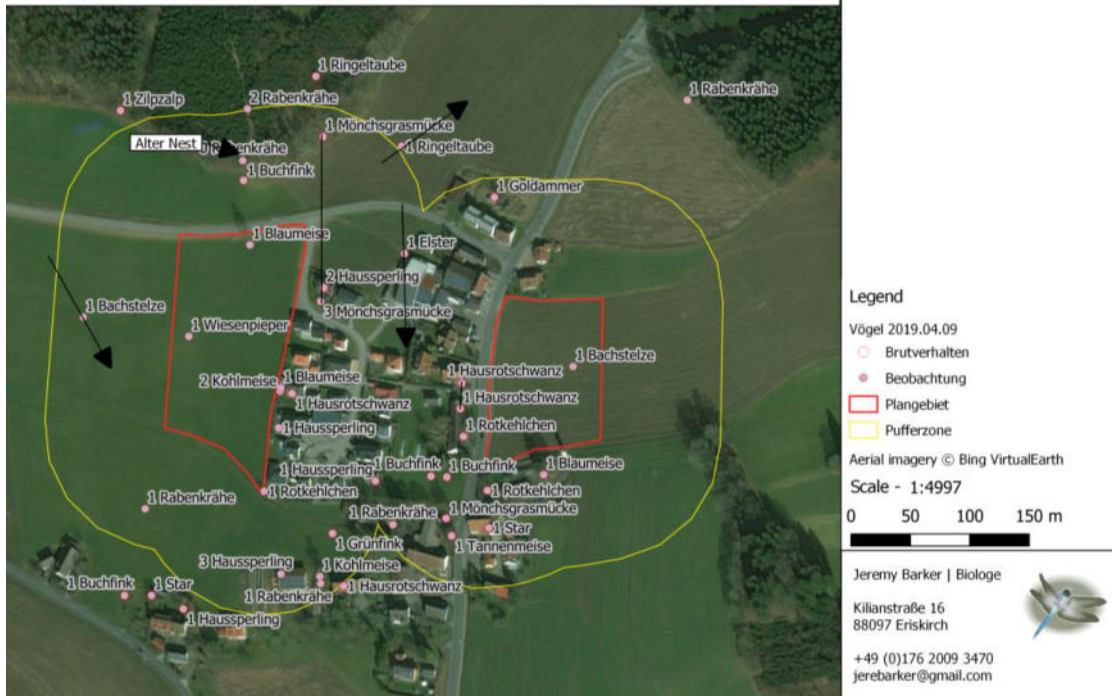 1 Ringeltaube
1 Rabenkrähe
1 Zilpzalp
2 Rabenkrähe
1 Mönchsgrasmücke
Alter Nest
0 Rabenkrähe
1 Ringeltaube
1 Buchfink
1 Goldammer
1 Blaumeise
1 Elster
2 Haussperling
1 Bachstelze
3 Mönchsgrasmücke
1 Wiesenpieper
1 Bachstelze
2 Kohlmeise
1 Blaumeise
1 Hausrotschwanz
1 Hausrotschwanz
1 Hausrotschwanz
1 Haussperling
1 Rotkehlchen
1 Haussperling
1 Buchfink
1 Buchfink
1 Blaumeise
1 Rabenkrähe
1 Rotkehlchen
1 Rotkehlchen
1 Mönchsgrasmücke
1 Rabenkrähe
1 Star
1 Grünfink
1 Tannenmeise
3 Haussperling
1 Kohlmeise
1 Buchfink
1 Star
1 Rabenkrähe
1 Hausrotschwanz
1 Haussperling
Legend
Vögel 2019.04.09
Brutverhalten
Beobachtung
Plangebiet
Pufferzone
Aerial imagery © Bing VirtualEarth
Scale - 1:4997
0 50 100 150 m
Jeremy Barker | Biologe
Kilianstraße 16
88097 Eriskirch
+49 (0)176 2009 3470
jerebarker@gmail.com